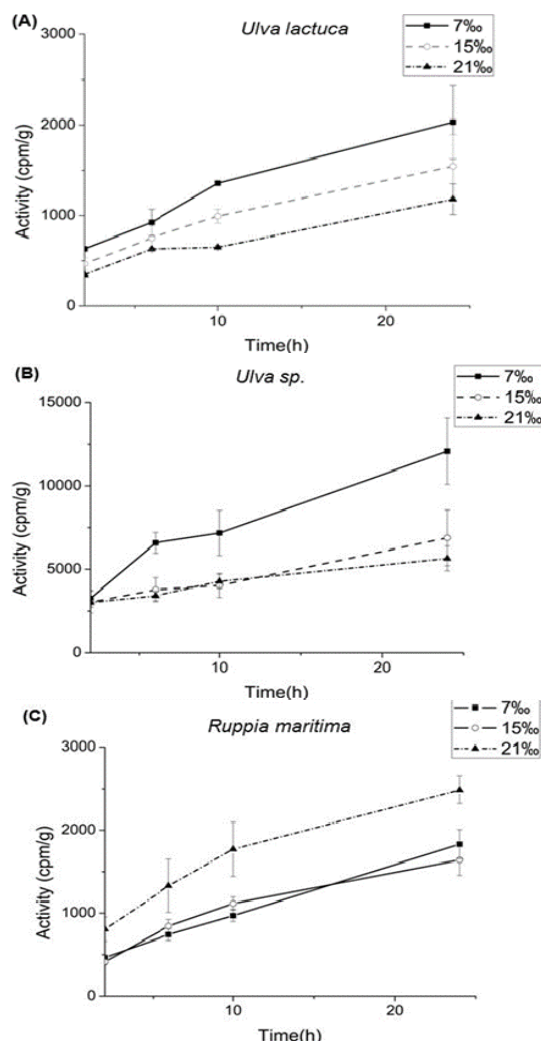 (A)
Ulva lactuca
7‰
15‰
21‰
3000
2000
1000
0
Activity (cpm/g)
10
20
Time(h)
(B)
Ulva sp.
7‰
15‰
21‰
15000
10000
5000
0
Activity (cpm/g)
10
20
Time(h)
(C)
Ruppia maritima
7‰
15‰
21‰
3000
2000
1000
0
Activity (cpm/g)
10
20
Time(h)